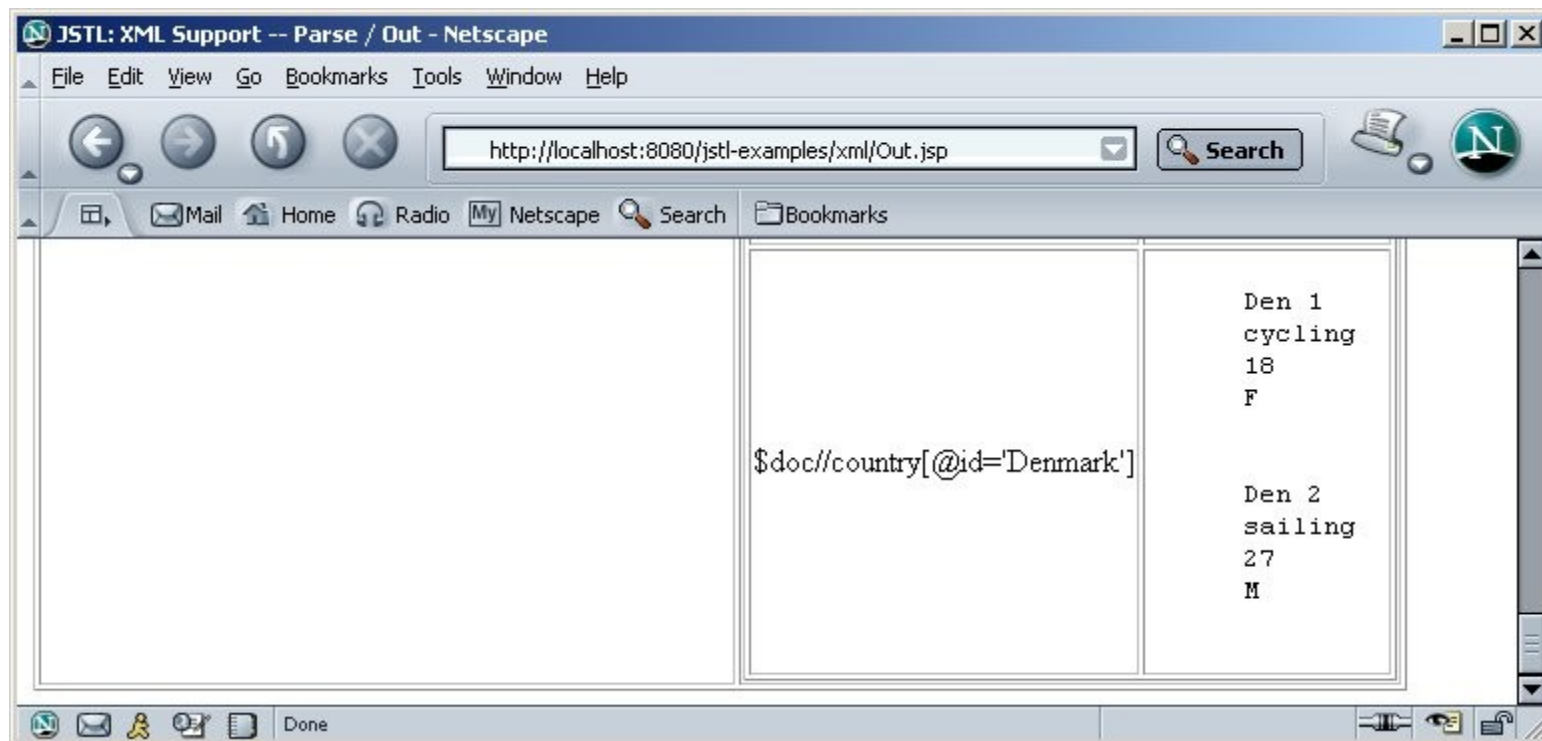 JSTL: XML Support -- Parse / Out - Netscape
File Edit View Go Bookmarks Tools Window Help
http://localhost:8080/jstl-examples/xml/Out.jsp
Search
N
Mail Home Radio My Netscape Search Bookmarks
$doc//country[@id='Denmark']
Den 1
cycling
18
F
Den 2
sailing
27
M
Done